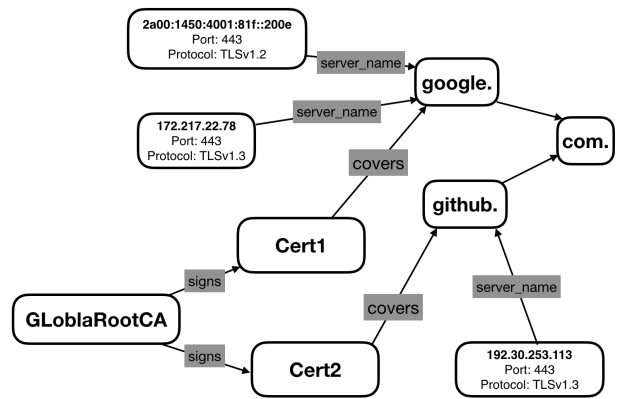 2a00:1450:4001:81f::200e
Port: 443
Protocol: TLSv1.2
server_name
google.
172.217.22.78
Port: 443
Protocol: TLSv1.3
server_name
com.
covers
github.
Cert1
signs
server_name
GLoblaRootCA
covers
signs
Cert2
192.30.253.113
Port: 443
Protocol: TLSv1.3